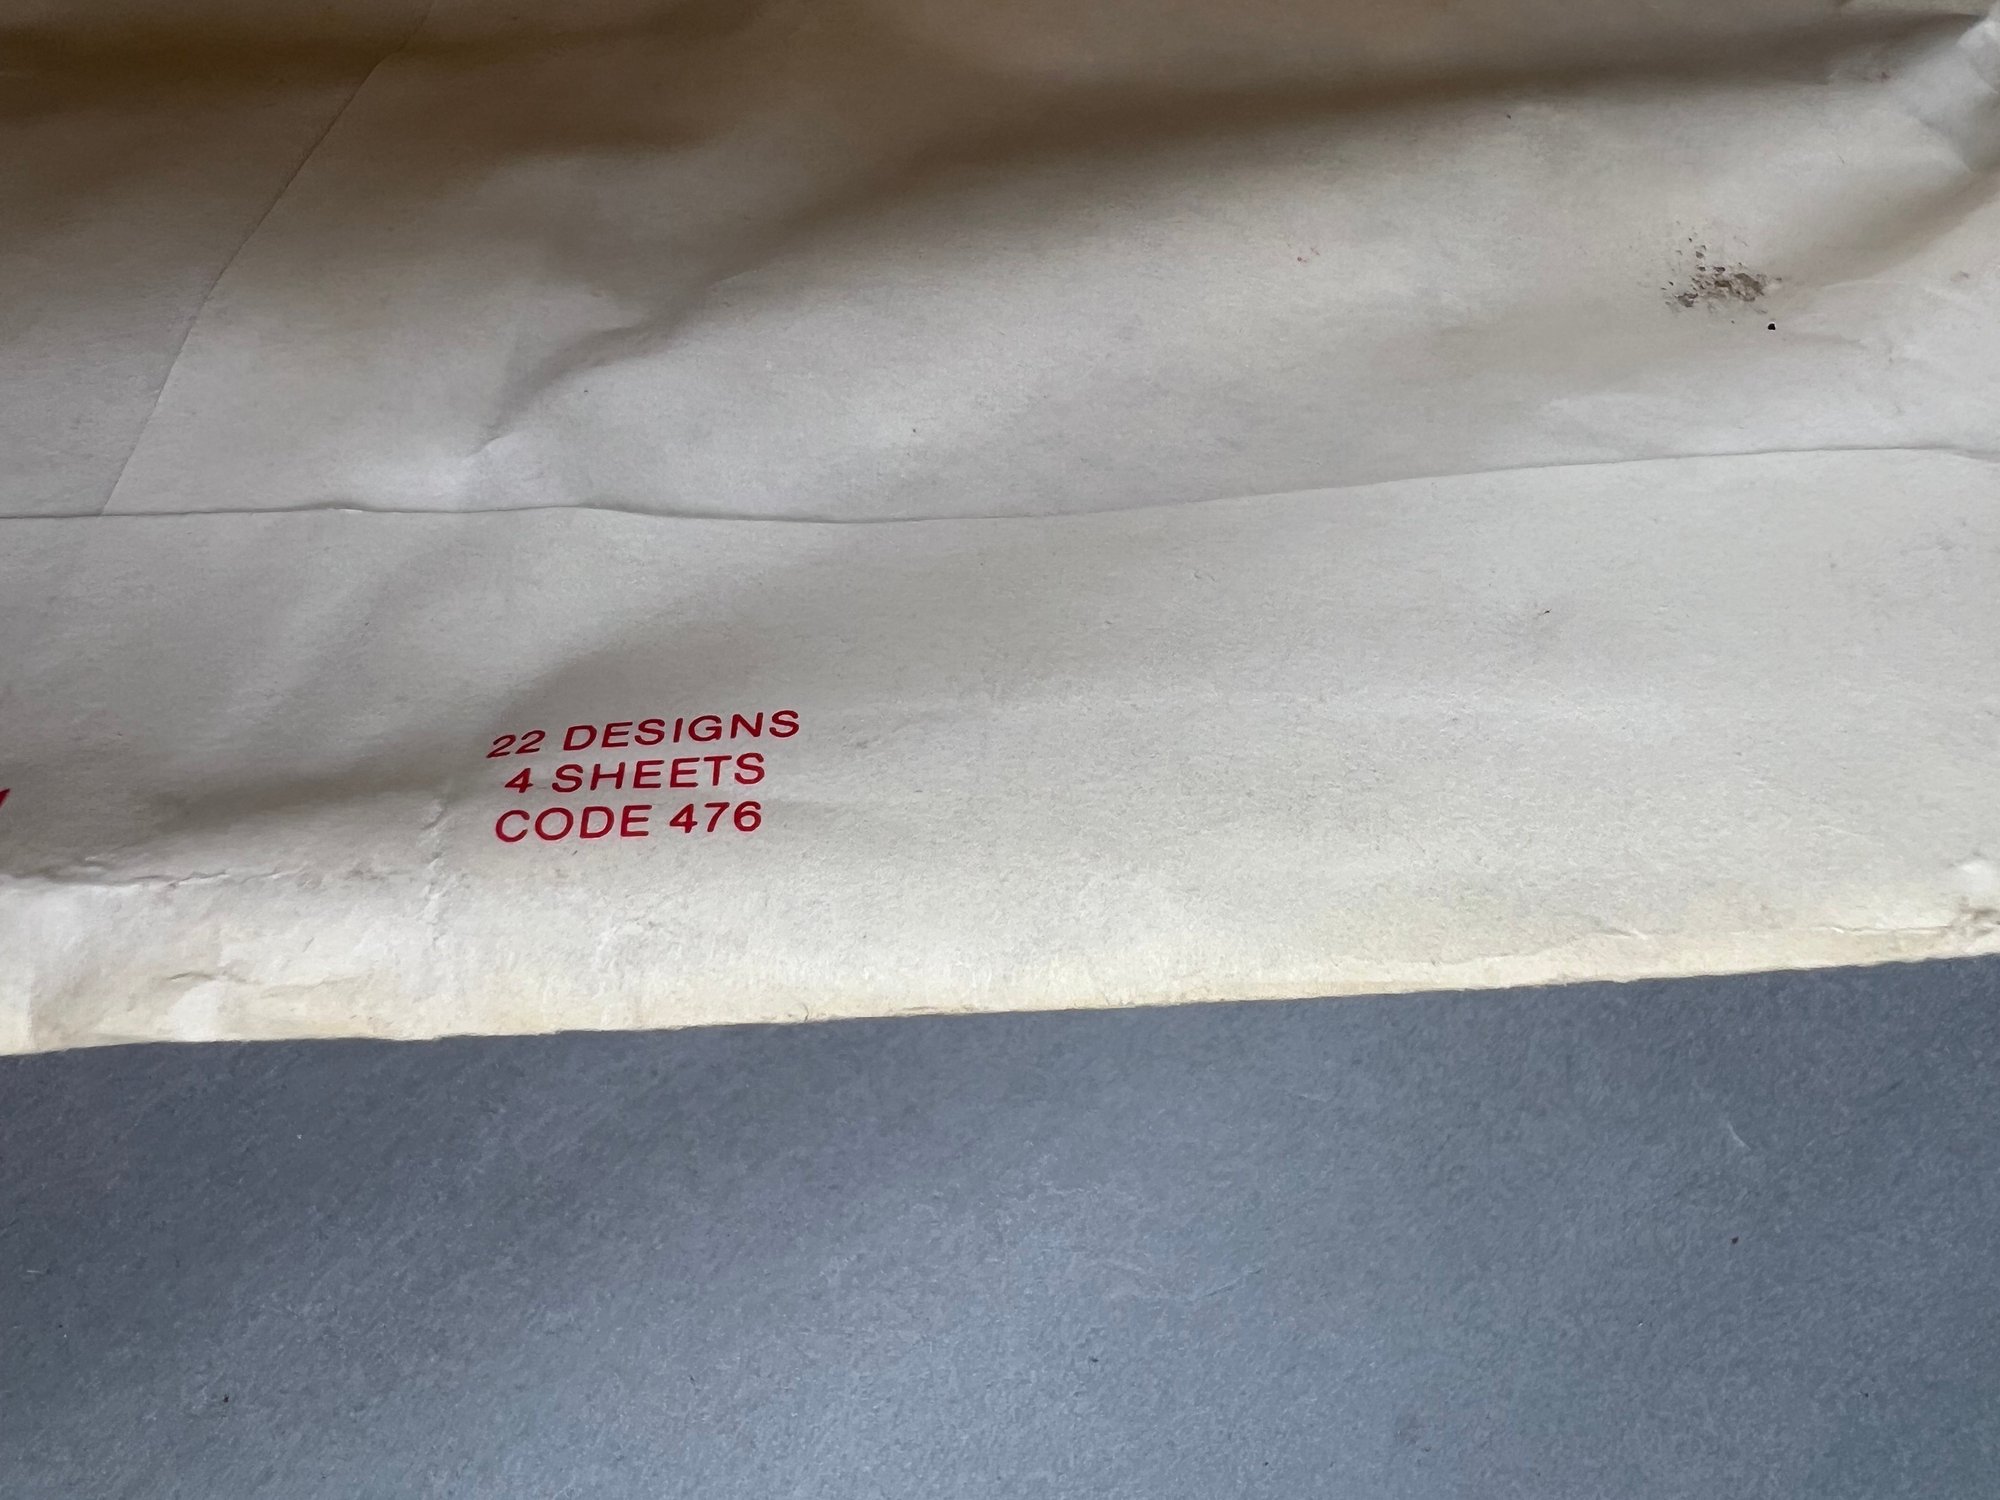 22 DESIGNS
4 SHEETS
CODE 476